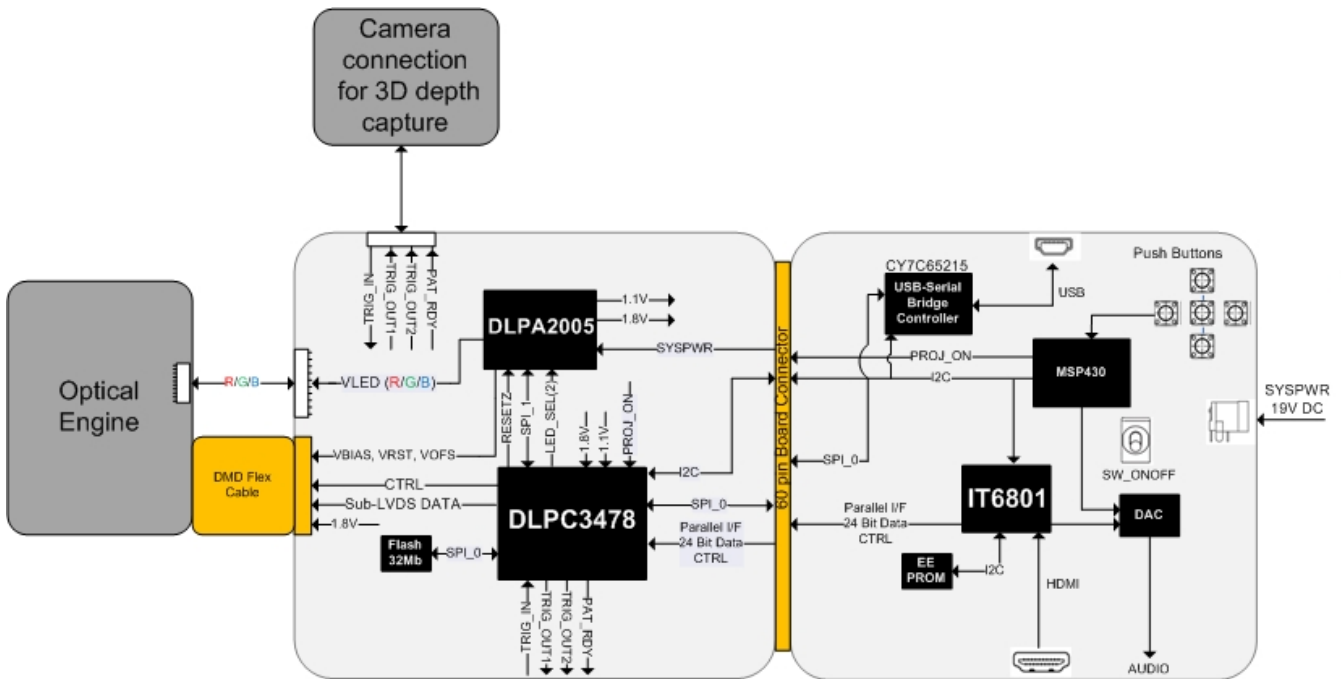 Camera
connection
for 3D depth
capture
TRIG_IN
TRIG_OUT1
TRIG_OUT2
PAT_RDY
Optical
Engine
R/G/B
VLED (R/G/B)
DMD Flex
Cable
VBIAS, VRST, VOFS
CTRL
Sub-LVDS DATA
1.8V
DLPA2005
1.1V
1.8V
SYSPWR
RESETZ
SPI_1
LED_SEL(2)
1.8V
1.1V
PROJ_ON
I2C
DLPC3478
SPI_0
Parallel I/F
24 Bit Data
CTRL
Flash
32Mb
SPI_0
TRIG_IN
TRIG_OUT1
TRIG_OUT2
PAT_RDY
60 pin Board Connector
CY7C65215
USB-Serial
Bridge
Controller
USB
Push Buttons
PROJ_ON
I2C
MSP430
SYSPWR
19V DC
SPI_0
SW_ONOFF
IT6801
Parallel I/F
24 Bit Data
CTRL
DAC
EE
PROM
I2C
HDMI
AUDIO